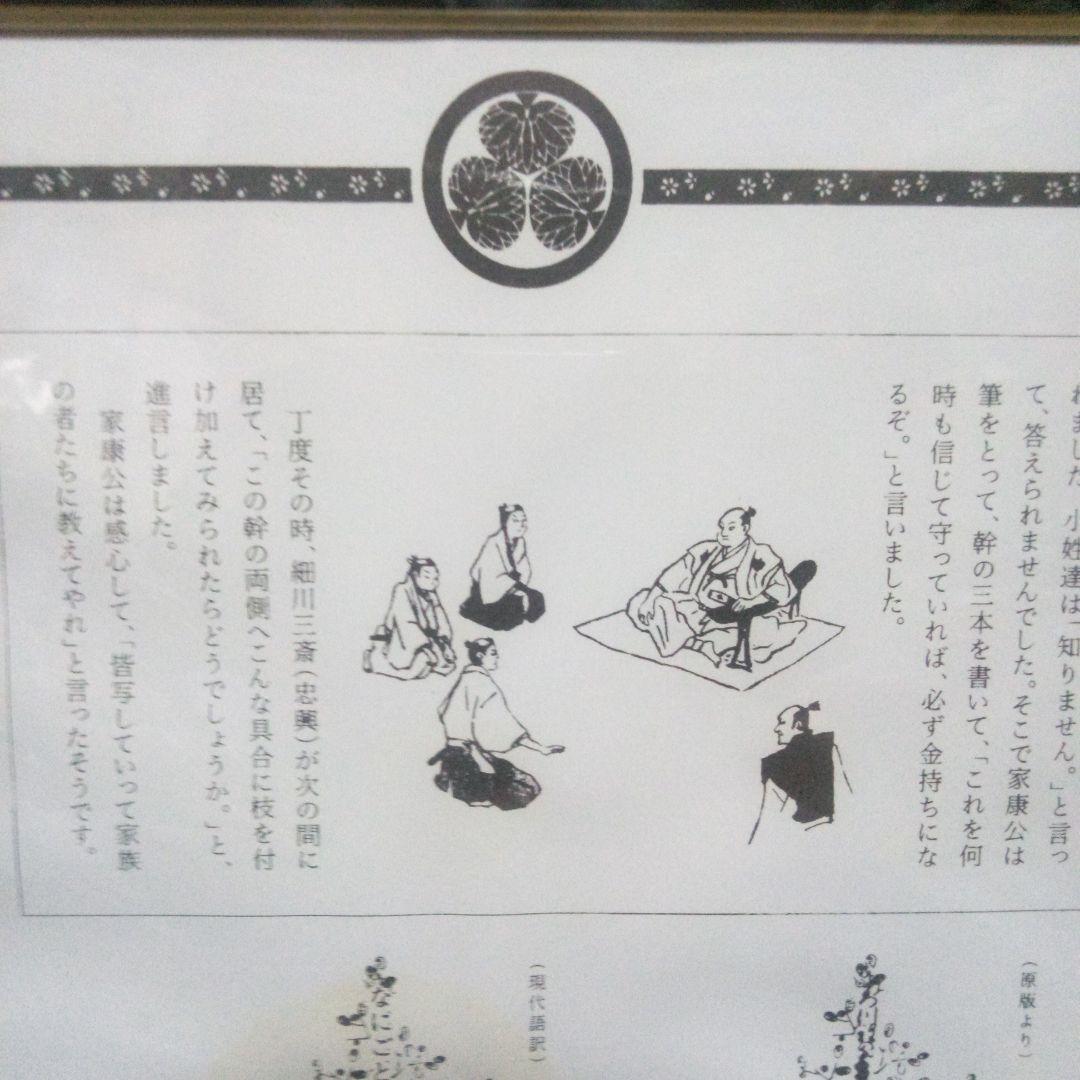 れました。小姓達は「知りません。」と言っ
て、答えられませんでした。そこで家康公は
筆をとって、幹の三本を書いて、「これを何
時も信じて守っていれば、必ず金持ちにな
るぞ。」と言いました。
丁度その時、細川三斎(忠興)が次の間に
居て、「この幹の両側へこんな具合に枝を付
け加えてみられたらどうでしょうか。」と、
進言しました。
家康公は感心して、「皆写していって家族
の者たちに教えてやれ」と言ったそうです。
(原版より)
(現代語訳)
なにごと